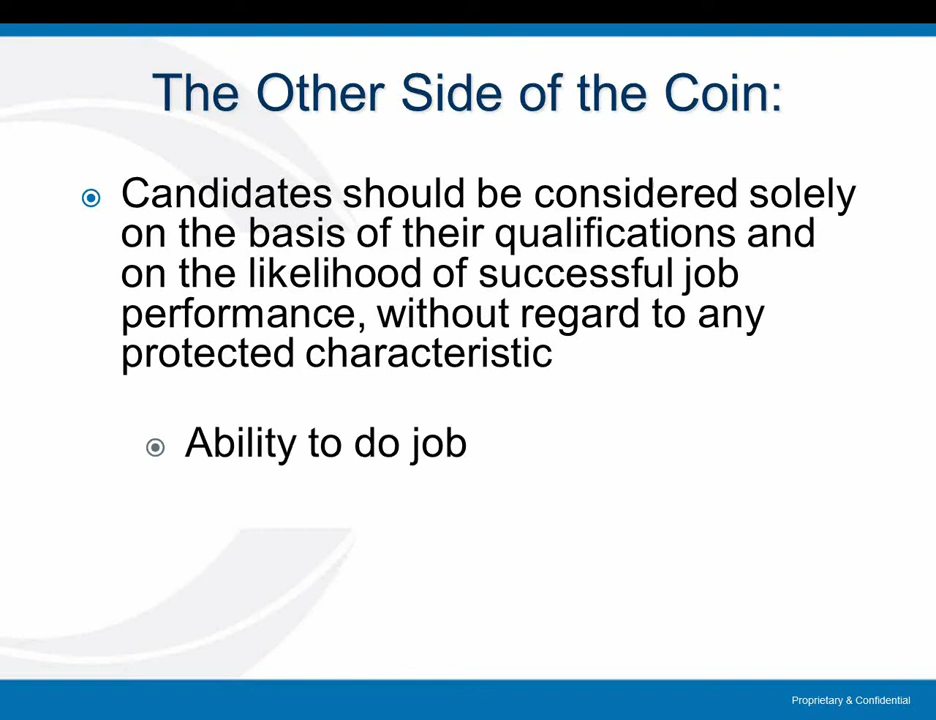 The Other Side of the Coin:
Candidates should be considered solely
on the basis of their qualifications and
on the likelihood of successful job
performance, without regard to any
protected characteristic
Ability to do job
Proprietary & Confidential